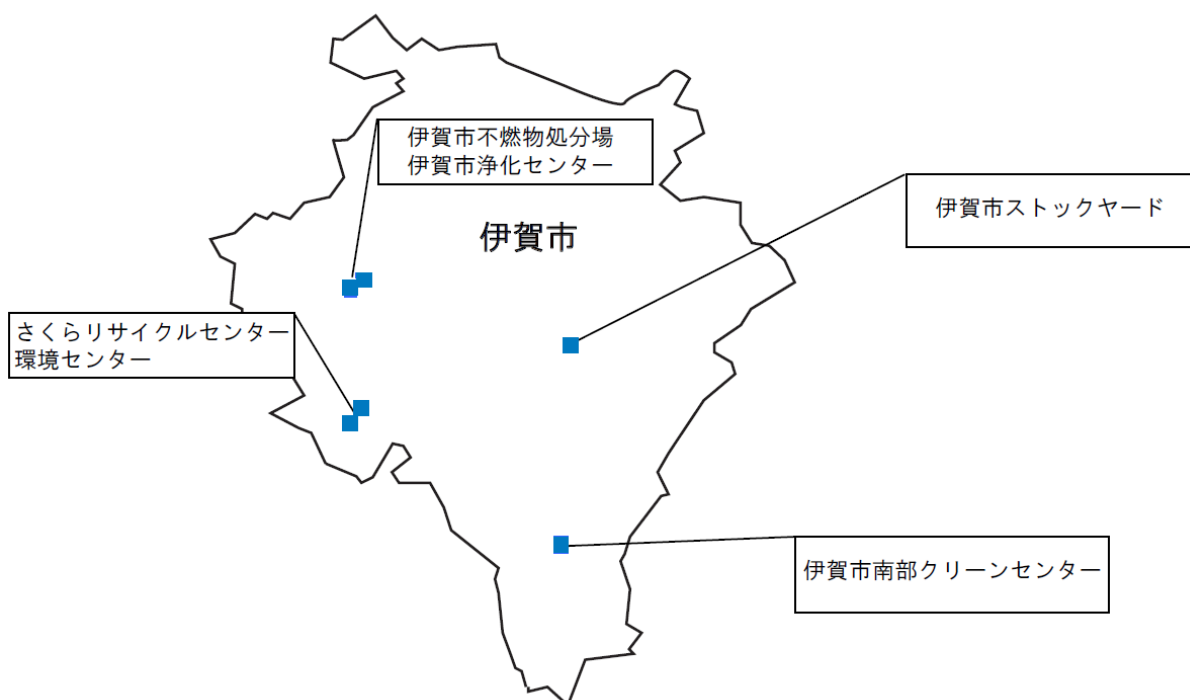 伊賀市不燃物処分場
伊賀市浄化センター
伊賀市ストックヤード
伊賀市
さくらリサイクルセンター
環境センター
伊賀市南部クリーンセンター